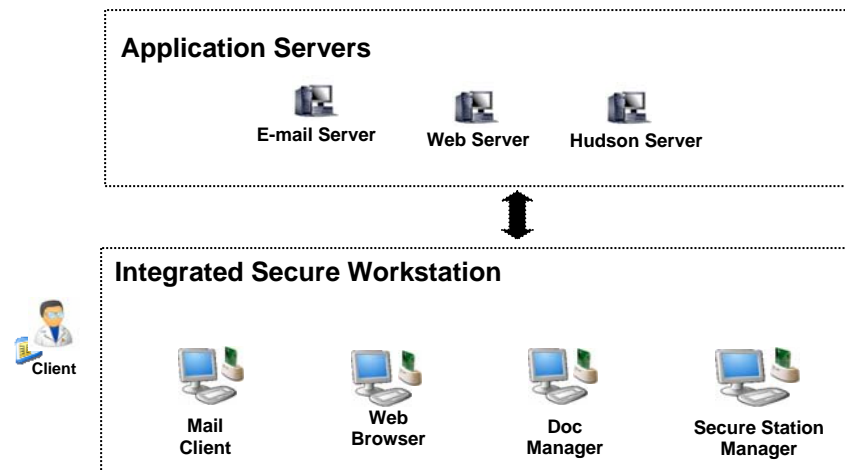 Application Servers
E-mail Server
Web Server
Hudson Server
Integrated Secure Workstation
Client
Mail
Client
Web
Browser
Doc
Manager
Secure Station
Manager